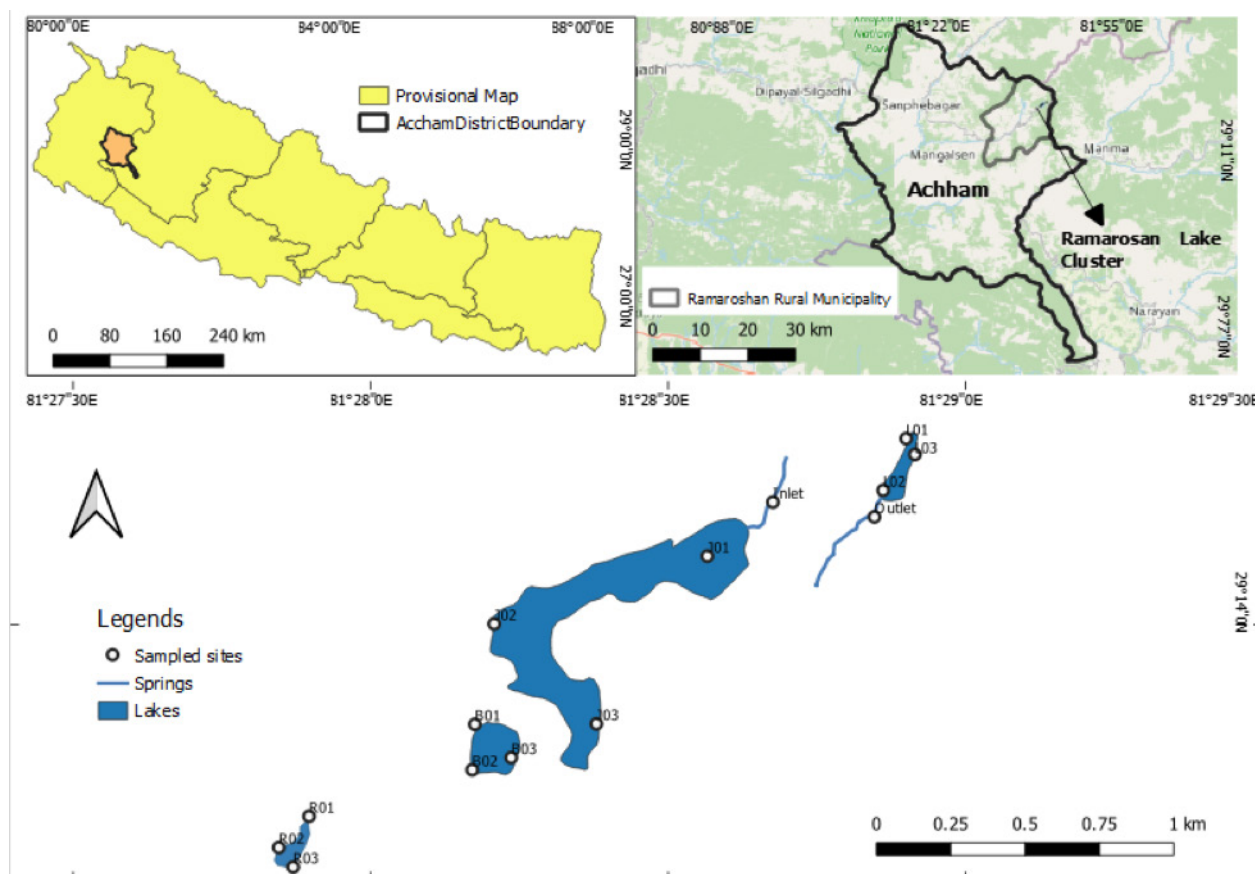 80°00'0"E 84°00'0"E 88°00'0"E
Provisional Map
AcchamDistrictBoundary
29°00'0"N
27°00'0"N
0 80 160 240 km
80°88'0"E 81°22'0"E 81°55'0"E
National
Park
Dipayal-Silgadhi
Sanphebagar
Mangalsen
Manma
Achham
Ramarosan Lake
Cluster
Ramaroshan Rural Municipality
Narayan
29°11'0"N
29°77'0"N
0 10 20 30 km
81°27'30"E 81°28'0"E 81°28'30"E 81°29'0"E 81°29'30"E
L01
L03
L02
Inlet
Outlet
J01
J02
29°14'0"N
Legends
Sampled sites
Springs
Lakes
B01
J03
B03
B02
R01
R02
R03
0 0.25 0.5 0.75 1 km